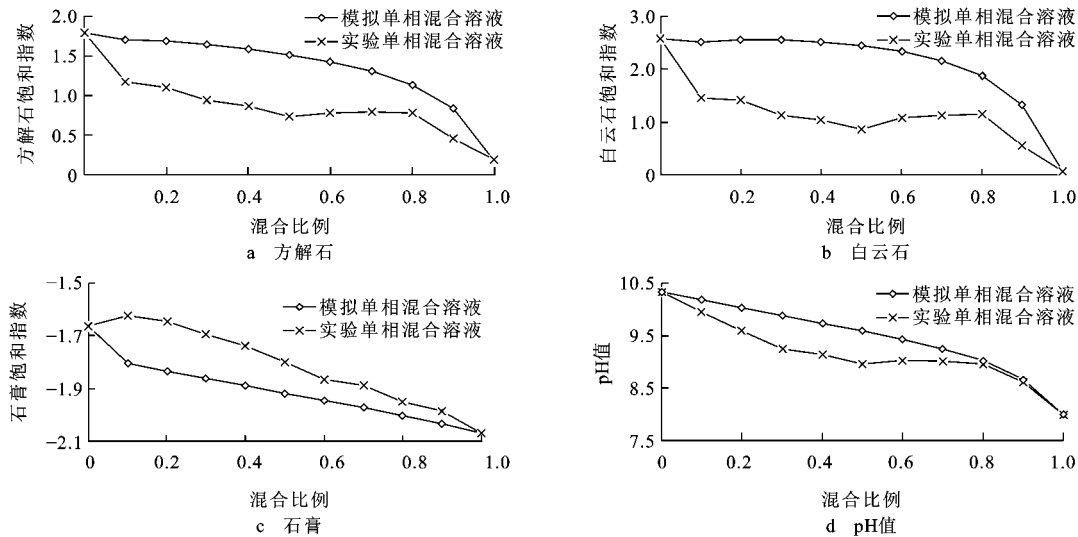 2.0
1.5
1.0
0.5
0
0.2
0.4
0.6
0.8
1.0
方解石饱和指数
模拟单相混合溶液
实验单相混合溶液
混合比例
a 方解石
3.0
2.0
1.0
0
0
0.2
0.4
0.6
0.8
1.0
白云石饱和指数
模拟单相混合溶液
实验单相混合溶液
混合比例
b 白云石
-1.5
-1.7
-1.9
-2.1
0
0.2
0.4
0.6
0.8
1.0
石膏饱和指数
模拟单相混合溶液
实验单相混合溶液
混合比例
c 石膏
10.5
9.5
8.5
7.5
0
0.2
0.4
0.6
0.8
1.0
pH值
模拟单相混合溶液
实验单相混合溶液
混合比例
d pH值